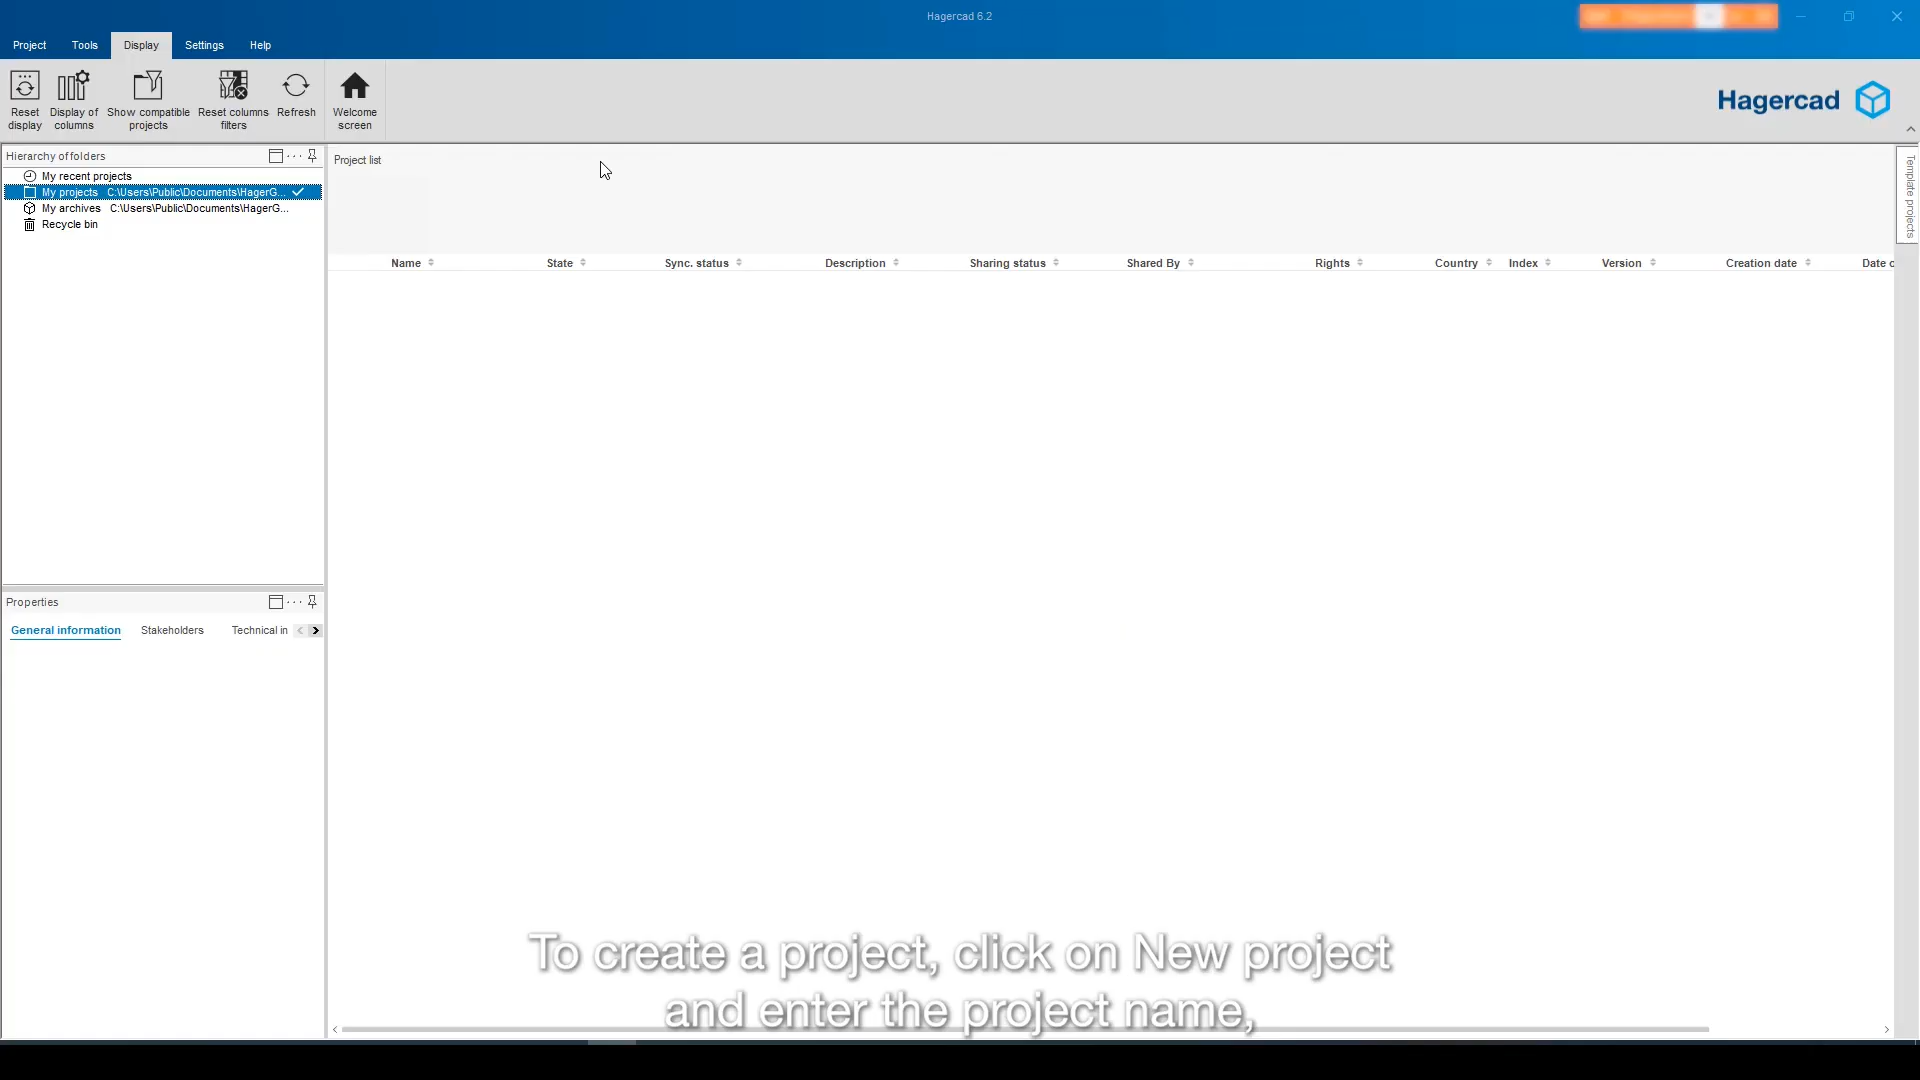 Hagercad 6.2
Project Tools Display Settings Help
Reset display
Display of columns
Show compatible projects
Reset columns filters
Refresh
Welcome screen
Hagercad
Hierarchy of folders
My recent projects
My projects C:\Users\Public\Documents\HagerG...
My archives C:\Users\Public\Documents\HagerG...
Recycle bin
Project list
Name State Sync. status Description Sharing status Shared By Rights Country Index Version Creation date Date c
Template projects
Properties
General information Stakeholders Technical in
To create a project, click on New project
and enter the project name,